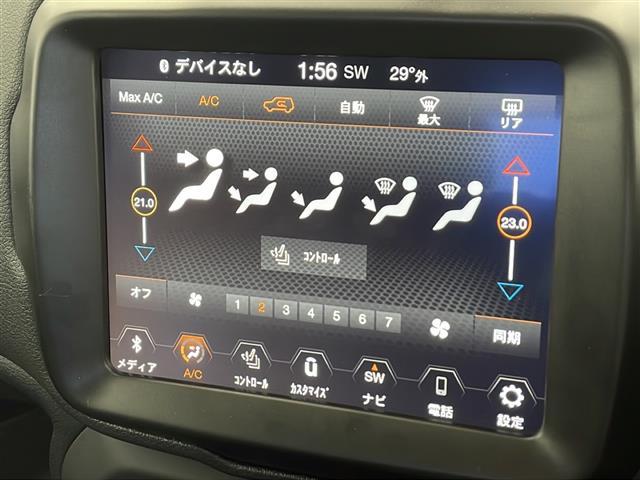 デバイスなし 1:56 SW 29°外
Max A/C A/C 自動 最大 リア
21.0 23.0
コントロール
オフ 1 2 3 4 5 6 7 同期
メディア A/C コントロール カスタマイズ SW ナビ 電話 設定